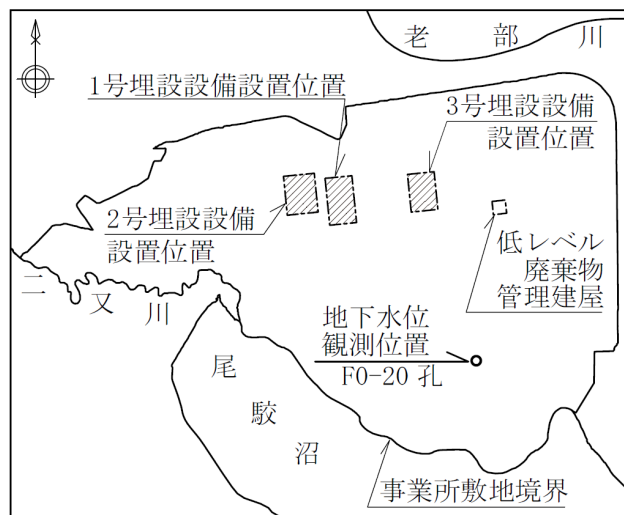 老部川
1号埋設設備設置位置
3号埋設設備
設置位置
2号埋設設備
設置位置
低レベル
廃棄物
管理建屋
二又川
地下水位
観測位置
F0-20 孔
尾駮沼
事業所敷地境界